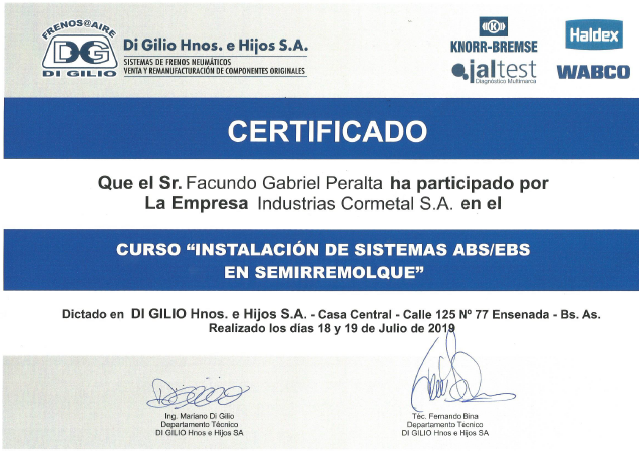 FRENOS@AIRE
DG
DI GILIO
Di Gilio Hnos. e Hijos S.A.
SISTEMAS DE FRENOS NEUMÁTICOS
VENTA Y REMANUFACTURACIÓN DE COMPONENTES ORIGINALES
KNORR-BREMSE
Haldex
jaltest
Diagnóstico Multimarca
WABCO
CERTIFICADO
Que el Sr. Facundo Gabriel Peralta ha participado por
La Empresa Industrias Cormetal S.A. en el
CURSO “INSTALACIÓN DE SISTEMAS ABS/EBS
EN SEMIRREMOLQUE”
Dictado en DI GILIO Hnos. e Hijos S.A. - Casa Central - Calle 125 Nº 77 Ensenada - Bs. As.
Realizado los días 18 y 19 de Julio de 2019
Ing. Mariano Di Gilio
Departamento Técnico
DI GILIO Hnos e Hijos SA
Téc. Fernando Bina
Departamento Técnico
DI GILIO Hnos e Hijos SA